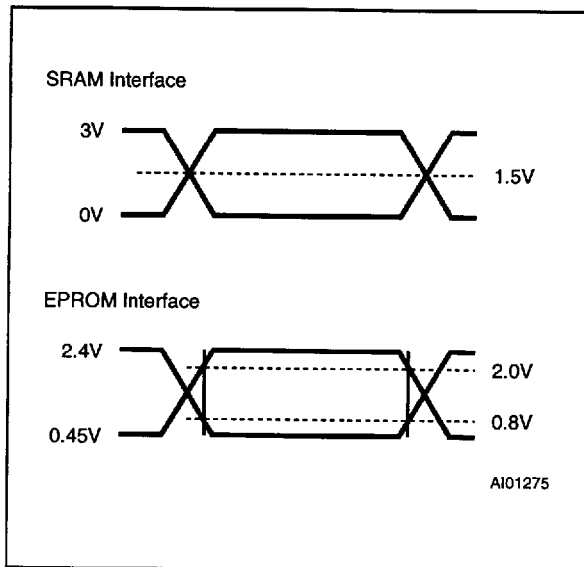 SRAM Interface
3V
1.5V
0V
EPROM Interface
2.4V
2.0V
0.8V
0.45V
AI01275